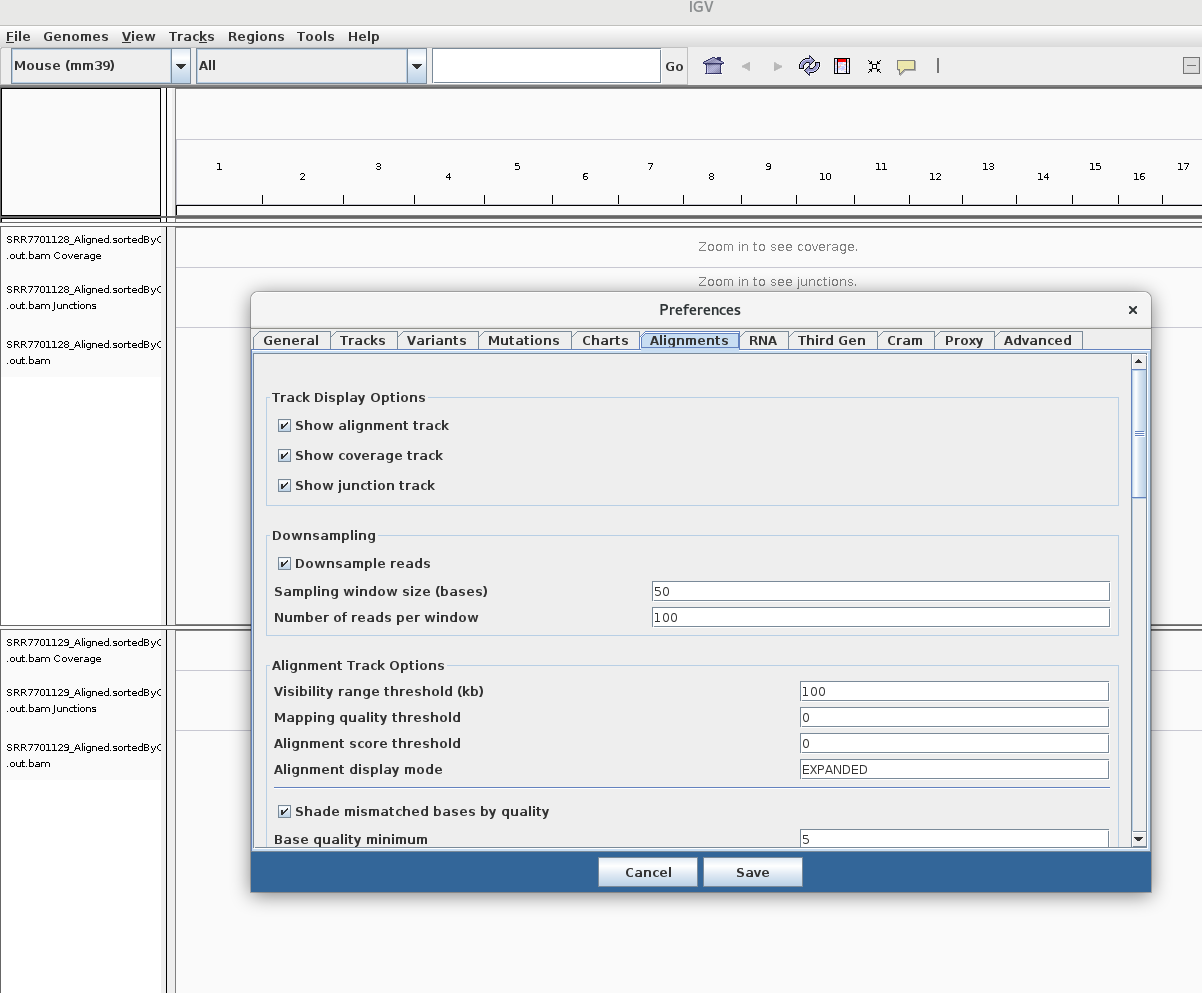 IGV
File Genomes View Tracks Regions Tools Help
Mouse (mm39) All Go
1 2 3 4 5 6 7 8 9 10 11 12 13 14 15 16 17
SRR7701128_Aligned.sortedByC
.out.bam Coverage
Zoom in to see coverage.
SRR7701128_Aligned.sortedByC
.out.bam Junctions
Zoom in to see junctions.
SRR7701128_Aligned.sortedByC
.out.bam
SRR7701129_Aligned.sortedByC
.out.bam Coverage
SRR7701129_Aligned.sortedByC
.out.bam Junctions
SRR7701129_Aligned.sortedByC
.out.bam
Preferences
General Tracks Variants Mutations Charts Alignments RNA Third Gen Cram Proxy Advanced
Track Display Options
Show alignment track
Show coverage track
Show junction track
Downsampling
Downsample reads
Sampling window size (bases) 50
Number of reads per window 100
Alignment Track Options
Visibility range threshold (kb) 100
Mapping quality threshold 0
Alignment score threshold 0
Alignment display mode EXPANDED
Shade mismatched bases by quality
Base quality minimum 5
Cancel Save